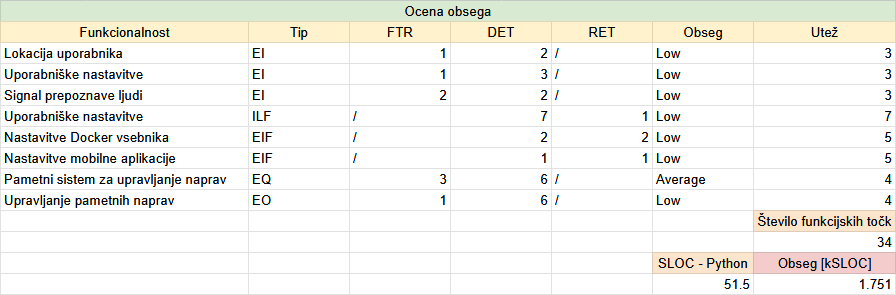 Ocena obsega
Funkcionalnost Tip FTR DET RET Obseg Utež
Lokacija uporabnika EI 1 2 / Low 3
Uporabniške nastavitve EI 1 3 / Low 3
Signal prepoznave ljudi EI 2 2 / Low 3
Uporabniške nastavitve ILF / 7 1 Low 7
Nastavitve Docker vsebnika EIF / 2 2 Low 5
Nastavitve mobilne aplikacije EIF / 1 1 Low 5
Pametni sistem za upravljanje naprav EQ 3 6 / Average 4
Upravljanje pametnih naprav EO 1 6 / Low 4
Število funkcijskih točk
34
SLOC - Python Obseg [kSLOC]
51.5 1.751